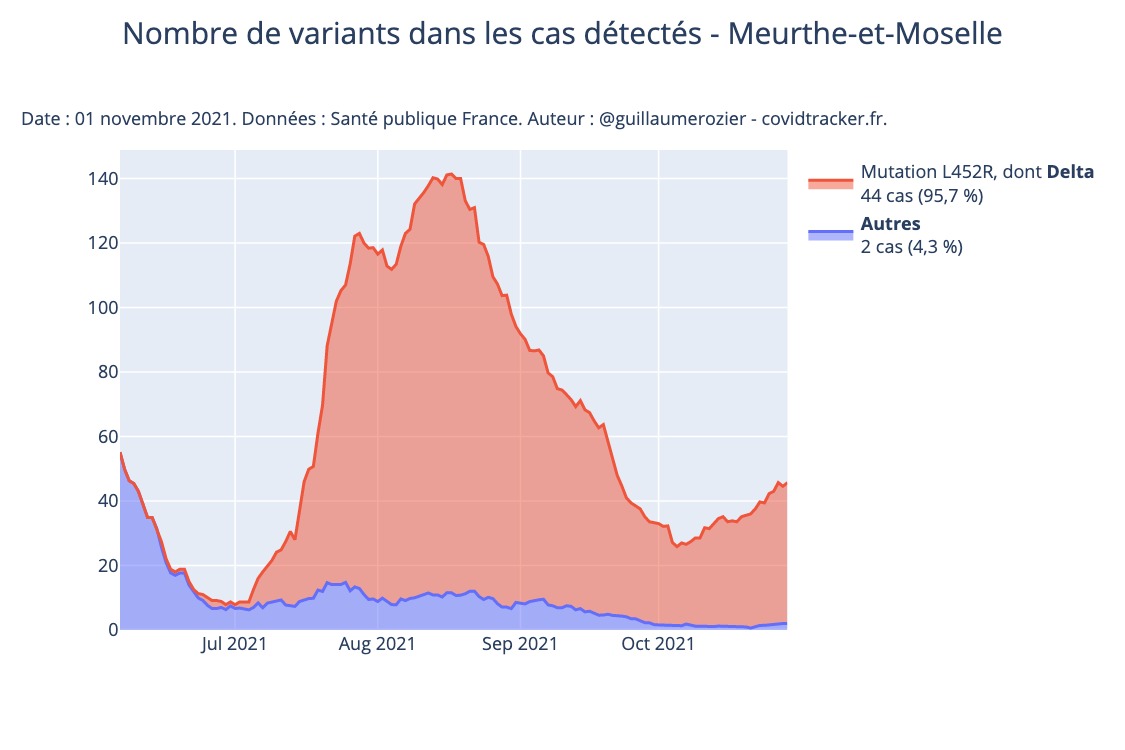 Nombre de variants dans les cas détectés - Meurthe-et-Moselle
Date : 01 novembre 2021. Données : Santé publique France. Auteur : @guillaumerozier - covidtracker.fr.
Mutation L452R, dont Delta
44 cas (95,7 %)
Autres
2 cas (4,3 %)
140
120
100
80
60
40
20
0
Jul 2021 Aug 2021 Sep 2021 Oct 2021